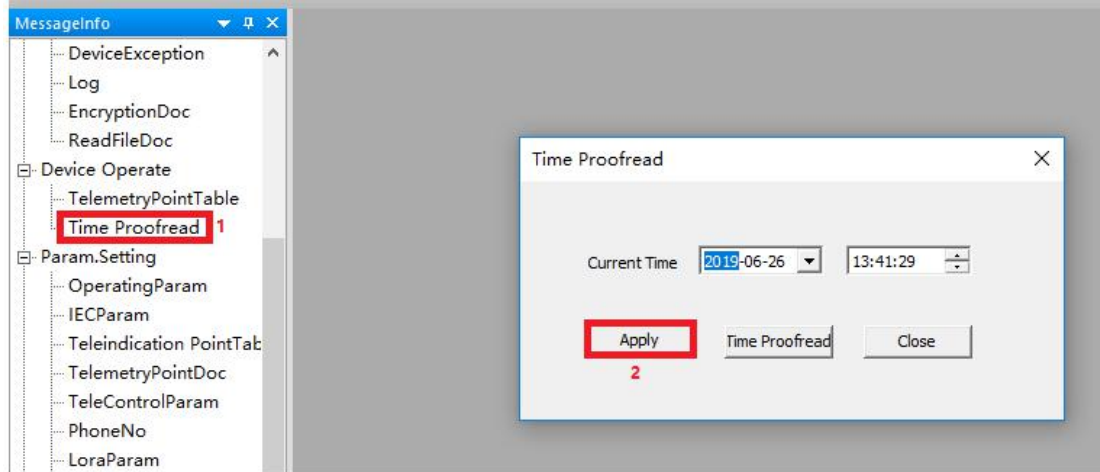 MessageInfo
DeviceException
Log
EncryptionDoc
ReadFileDoc
Device Operate
TelemetryPointTable
Time Proofread 1
Param.Setting
OperatingParam
IECParam
Teleindication PointTab
TelemetryPointDoc
TeleControlParam
PhoneNo
LoraParam
Time Proofread
Current Time 2019-06-26 13:41:29
Apply Time Proofread Close
2